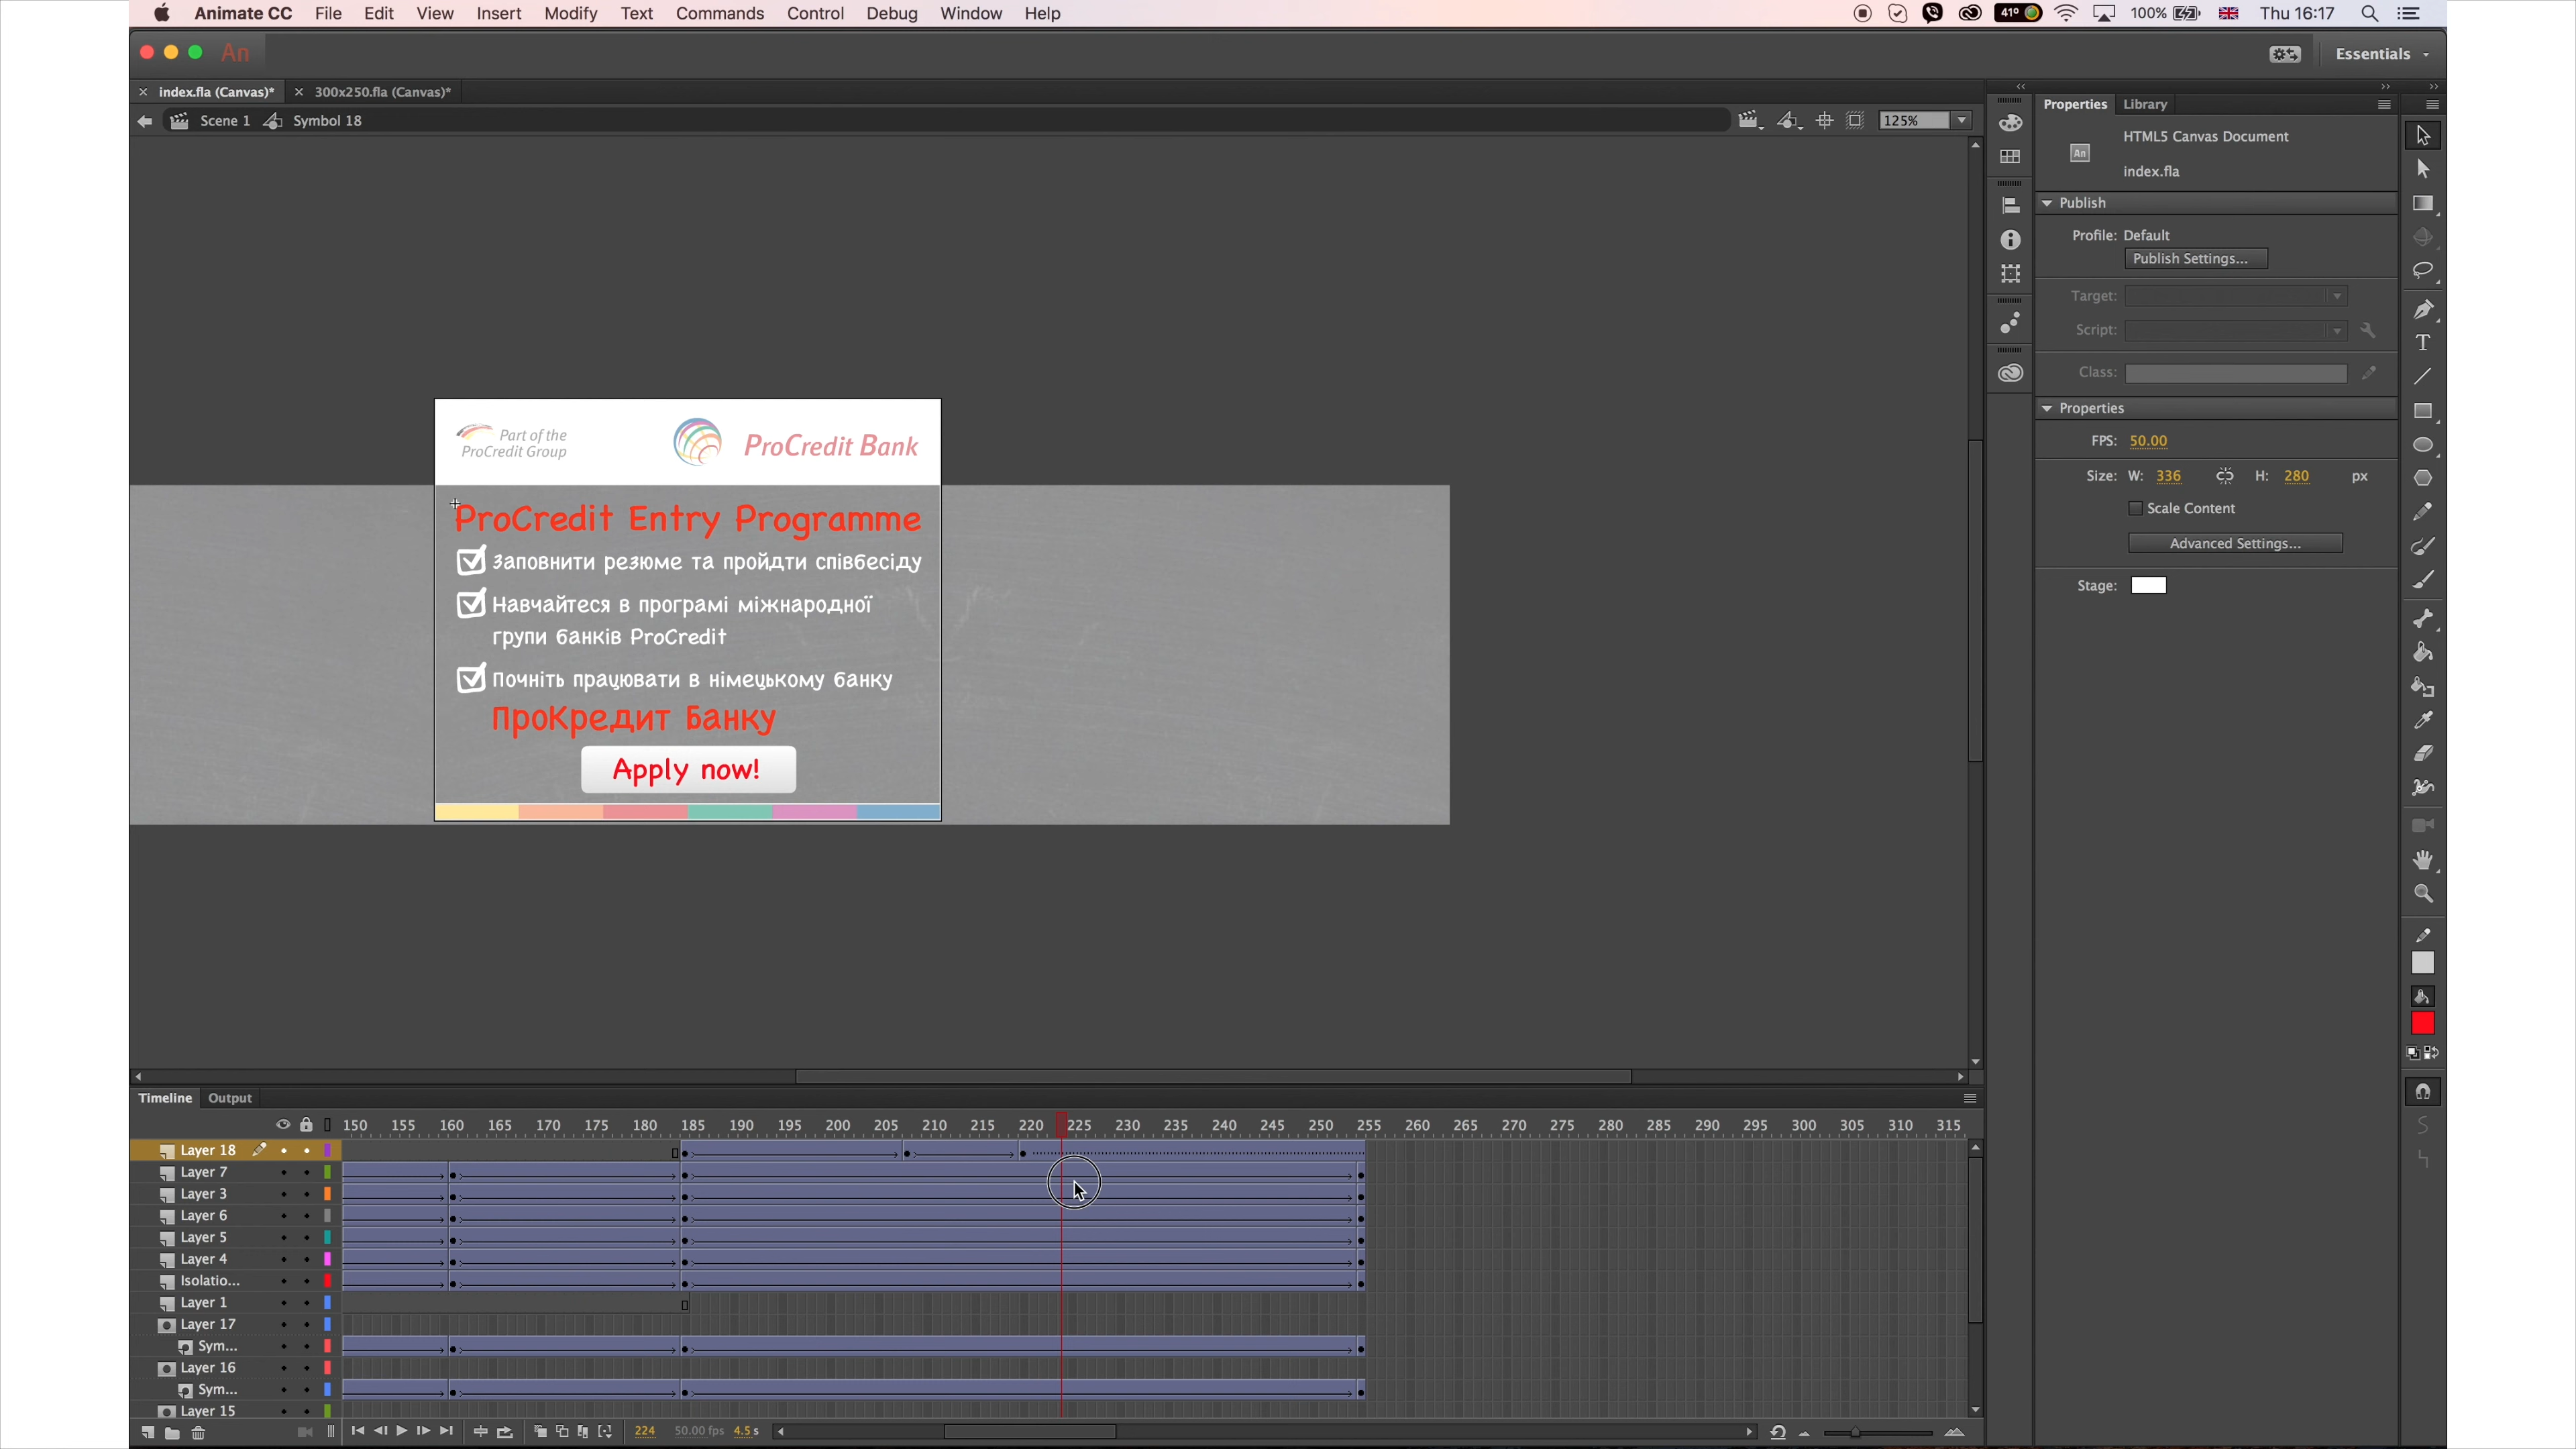 Animate CC File Edit View Insert Modify Text Commands Control Debug Window Help 41° 100% Thu 16:17
An Essentials
index.fla (Canvas)* 300x250.fla (Canvas)*
Scene 1 Symbol 18 125%
Properties Library
HTML5 Canvas Document
An
index.fla
Publish
Profile: Default
Publish Settings...
Target:
Script:
Class:
Properties
FPS: 50.00
Size: W: 336 H: 280 px
Scale Content
Advanced Settings...
Stage:
Part of the
ProCredit Group
ProCredit Bank
ProCredit Entry Programme
Заповнити резюме та пройдти співбесіду
Навчайтеся в програмі міжнародної
групи банків ProCredit
Почніть працювати в німецькому банку
ПроКредит Банку
Apply now!
Timeline Output
150 155 160 165 170 175 180 185 190 195 200 205 210 215 220 225 230 235 240 245 250 255 260 265 270 275 280 285 290 295 300 305 310 315
Layer 18
Layer 7
Layer 3
Layer 6
Layer 5
Layer 4
Isolatio...
Layer 1
Layer 17
Sym...
Layer 16
Sym...
Layer 15
224 50.00 fps 4.5 s